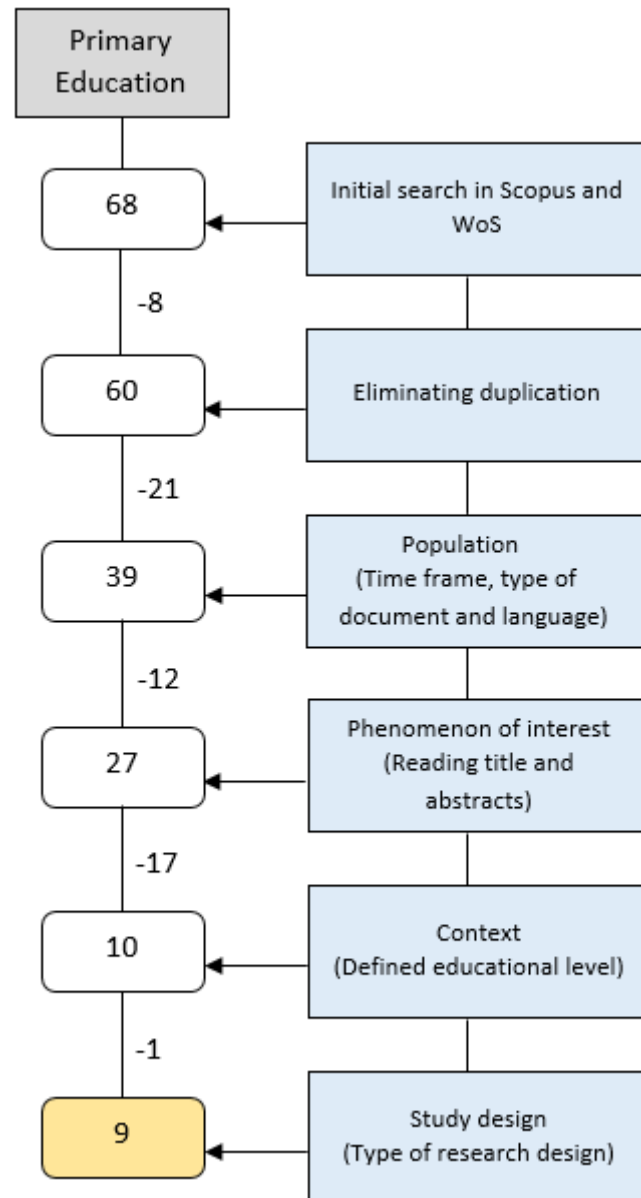 Primary
Education
68
Initial search in Scopus and
WoS
-8
60
Eliminating duplication
-21
39
Population
(Time frame, type of
document and language)
-12
27
Phenomenon of interest
(Reading title and
abstracts)
-17
10
Context
(Defined educational level)
-1
9
Study design
(Type of research design)